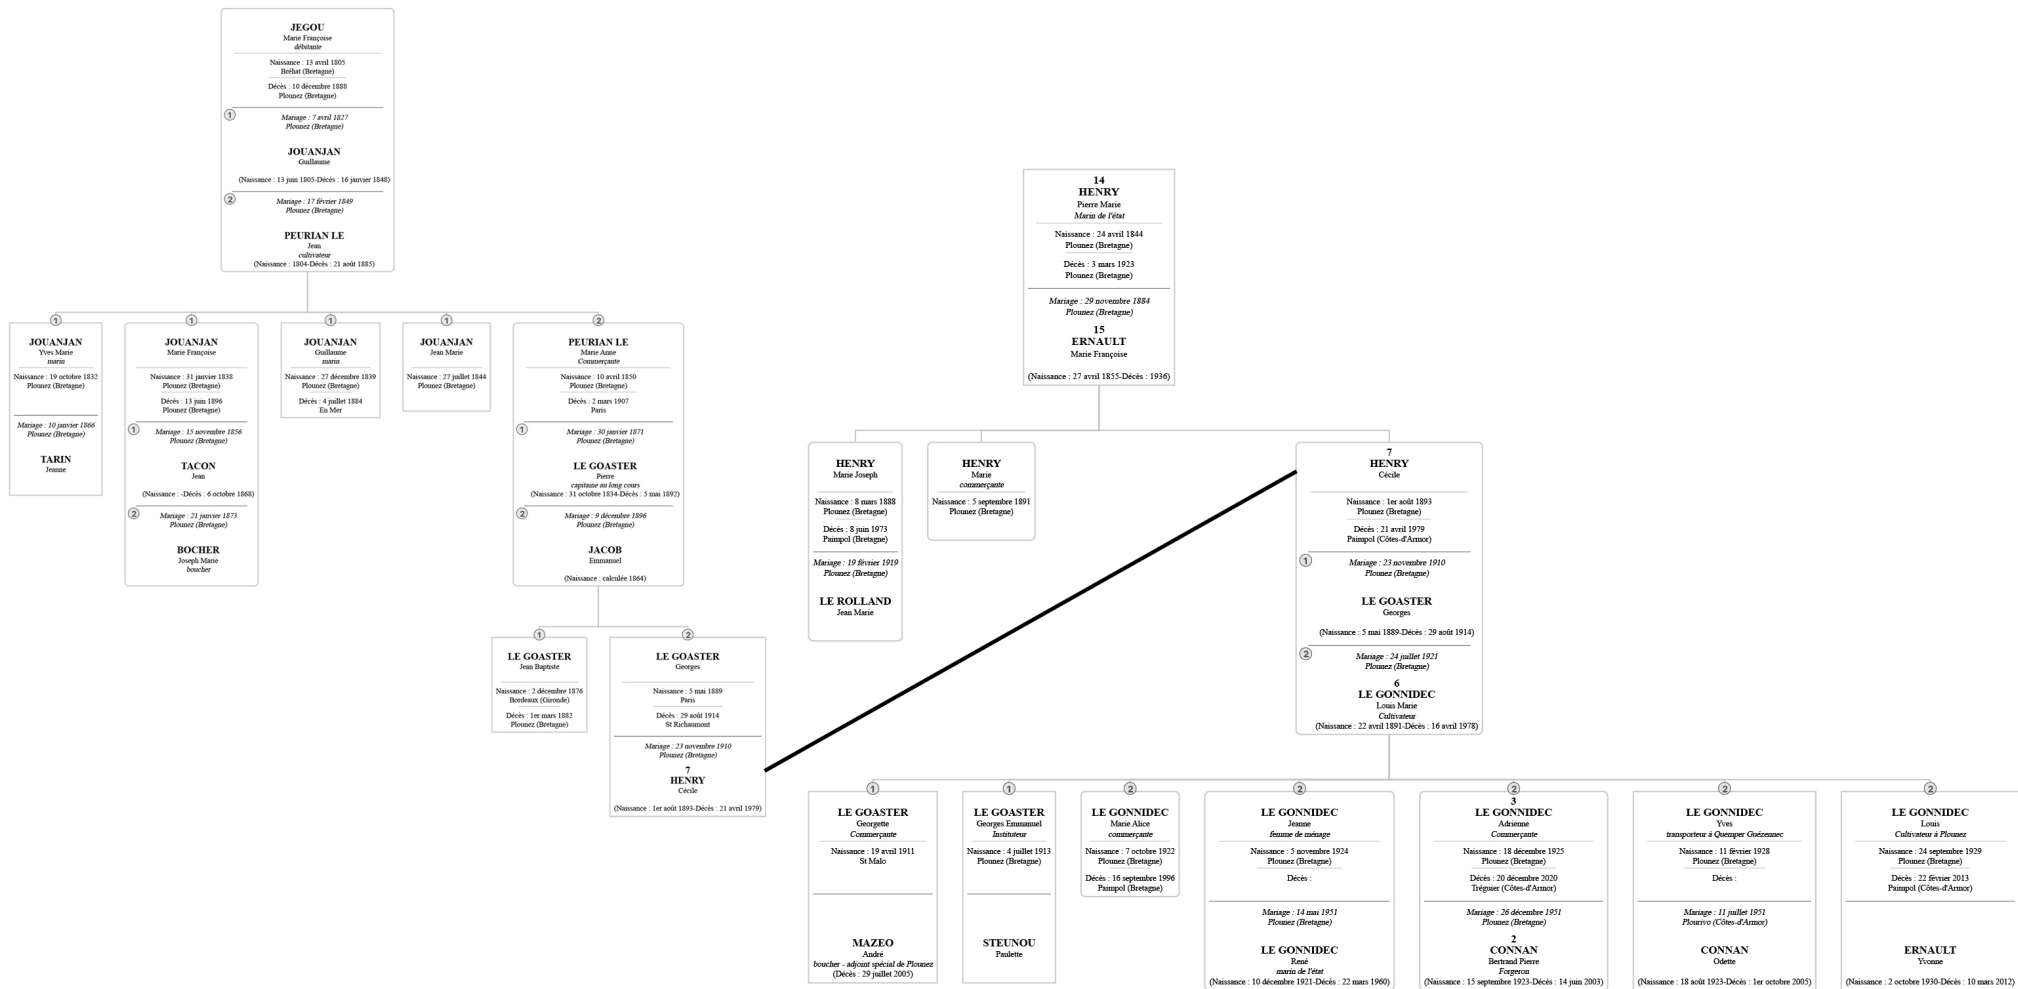 JEGOU
Marie Françoise
débitante
Naissance : 13 avril 1805
Bréhat (Bretagne)
Décès : 10 décembre 1888
Plounez (Bretagne)
1
Mariage : 7 avril 1827
Plounez (Bretagne)
JOUANJAN
Guillaume
(Naissance : 13 juin 1805-Décès : 16 janvier 1848)
2
Mariage : 17 février 1849
Plounez (Bretagne)
PEURIAN LE
Jean
cultivateur
(Naissance : 1804-Décès : 21 août 1885)
1
JOUANJAN
Yves Marie
marin
Naissance : 19 octobre 1832
Plounez (Bretagne)
Mariage : 10 janvier 1866
Plounez (Bretagne)
TARIN
Jeanne
1
JOUANJAN
Marie Françoise
Naissance : 31 janvier 1838
Plounez (Bretagne)
Décès : 13 juin 1896
Plounez (Bretagne)
1
Mariage : 15 novembre 1856
Plounez (Bretagne)
TACON
Jean
(Naissance : -Décès : 6 octobre 1868)
2
Mariage : 21 janvier 1873
Plounez (Bretagne)
BOCHER
Joseph Marie
boucher
1
JOUANJAN
Guillaume
marin
Naissance : 27 décembre 1839
Plounez (Bretagne)
Décès : 4 juillet 1884
En Mer
1
JOUANJAN
Jean Marie
Naissance : 27 juillet 1844
Plounez (Bretagne)
2
PEURIAN LE
Marie Anne
Commerçante
Naissance : 10 avril 1850
Plounez (Bretagne)
Décès : 2 mars 1907
Paris
1
Mariage : 30 janvier 1871
Plounez (Bretagne)
LE GOASTER
Pierre
capitaine au long cours
(Naissance : 31 octobre 1834-Décès : 5 mai 1892)
2
Mariage : 9 décembre 1896
Plounez (Bretagne)
JACOB
Emmanuel
(Naissance : calculée 1864)
1
LE GOASTER
Jean Baptiste
Naissance : 2 décembre 1876
Bordeaux (Gironde)
Décès : 1er mars 1882
Plounez (Bretagne)
2
LE GOASTER
Georges
Naissance : 5 mai 1889
Paris
Décès : 29 août 1914
St Richaumont
Mariage : 23 novembre 1910
Plounez (Bretagne)
7
HENRY
Cécile
(Naissance : 1er août 1893-Décès : 21 avril 1979)
14
HENRY
Pierre Marie
Marin de l'état
Naissance : 24 avril 1844
Plounez (Bretagne)
Décès : 3 mars 1923
Plounez (Bretagne)
Mariage : 29 novembre 1884
Plounez (Bretagne)
15
ERNAULT
Marie Françoise
(Naissance : 27 avril 1855-Décès : 1936)
HENRY
Marie Joseph
Naissance : 8 mars 1888
Plounez (Bretagne)
Décès : 8 juin 1973
Paimpol (Bretagne)
Mariage : 19 février 1919
Plounez (Bretagne)
LE ROLLAND
Jean Marie
HENRY
Marie
commerçante
Naissance : 5 septembre 1891
Plounez (Bretagne)
7
HENRY
Cécile
Naissance : 1er août 1893
Plounez (Bretagne)
Décès : 21 avril 1979
Paimpol (Côtes-d'Armor)
1
Mariage : 23 novembre 1910
Plounez (Bretagne)
LE GOASTER
Georges
(Naissance : 5 mai 1889-Décès : 29 août 1914)
2
Mariage : 24 juillet 1921
Plounez (Bretagne)
6
LE GONNIDEC
Louis Marie
Cultivateur
(Naissance : 22 avril 1891-Décès : 16 avril 1978)
1
LE GOASTER
Georgette
Commerçante
Naissance : 19 avril 1911
St Malo
MAZEO
André
boucher - adjoint spécial de Plounez
(Décès : 29 juillet 2005)
1
LE GOASTER
Georges Emmanuel
Instituteur
Naissance : 4 juillet 1913
Plounez (Bretagne)
STEUNOU
Paulette
2
LE GONNIDEC
Marie Alice
commerçante
Naissance : 7 octobre 1922
Plounez (Bretagne)
Décès : 16 septembre 1996
Paimpol (Bretagne)
2
LE GONNIDEC
Jeanne
femme de ménage
Naissance : 5 novembre 1924
Plounez (Bretagne)
Décès :
Mariage : 14 mai 1951
Plounez (Bretagne)
LE GONNIDEC
René
marin de l'état
(Naissance : 10 décembre 1921-Décès : 22 mars 1960)
2
3
LE GONNIDEC
Adrienne
Commerçante
Naissance : 18 décembre 1925
Plounez (Bretagne)
Décès : 20 décembre 2020
Tréguier (Côtes-d'Armor)
Mariage : 26 décembre 1951
Plounez (Bretagne)
2
CONNAN
Bertrand Pierre
Forgeron
(Naissance : 15 septembre 1923-Décès : 14 juin 2003)
2
LE GONNIDEC
Yves
transporteur à Quemper Guézennec
Naissance : 11 février 1928
Plounez (Bretagne)
Décès :
Mariage : 11 juillet 1951
Plourivo (Côtes-d'Armor)
CONNAN
Odette
(Naissance : 18 août 1923-Décès : 1er octobre 2005)
2
LE GONNIDEC
Louis
Cultivateur à Plounez
Naissance : 24 septembre 1929
Plounez (Bretagne)
Décès : 22 février 2013
Paimpol (Côtes-d'Armor)
ERNAULT
Yvonne
(Naissance : 2 octobre 1930-Décès : 10 mars 2012)